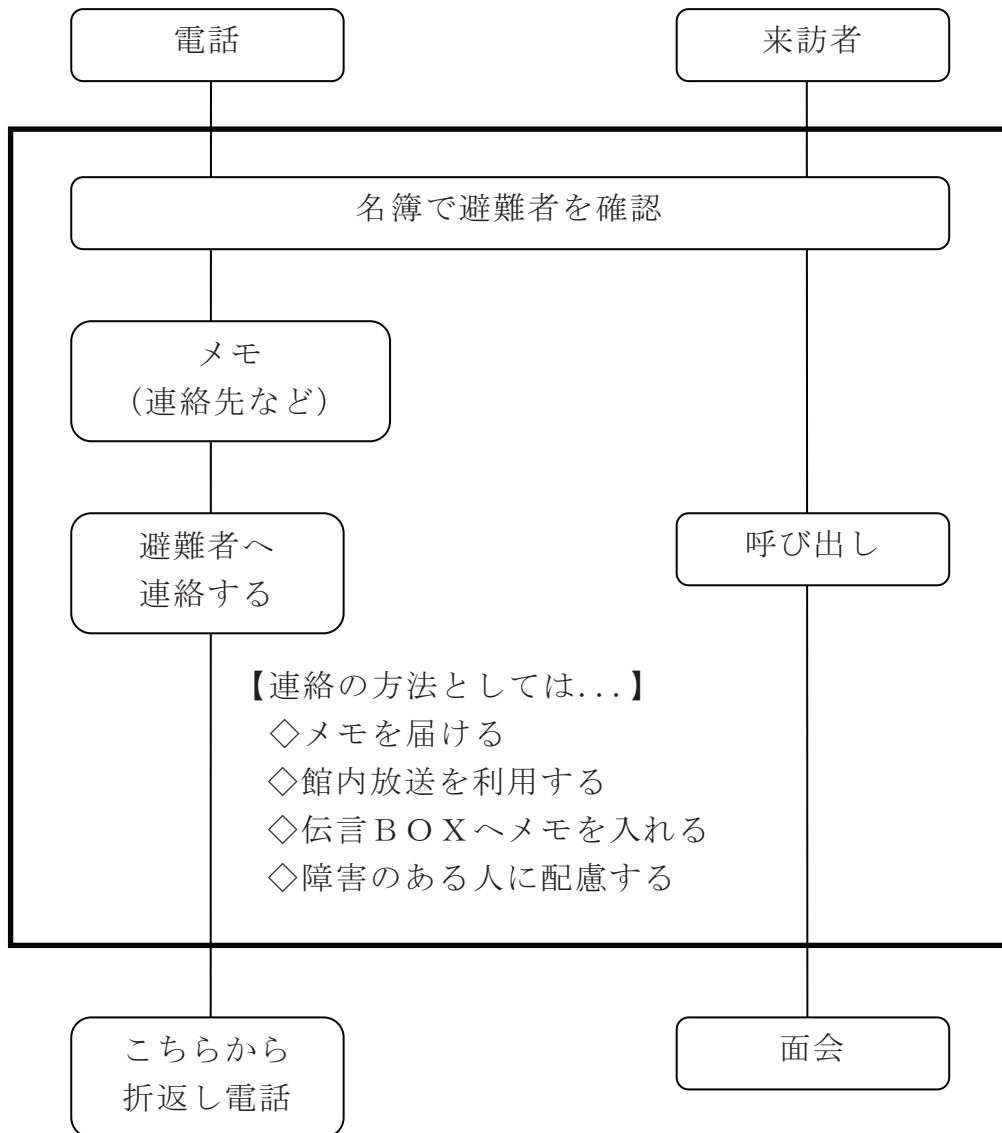 電話
来訪者
名簿で避難者を確認
メモ
（連絡先など）
避難者へ
連絡する
呼び出し
【連絡の方法としては...】
◇メモを届ける
◇館内放送を利用する
◇伝言ＢＯＸへメモを入れる
◇障害のある人に配慮する
こちらから
折返し電話
面会